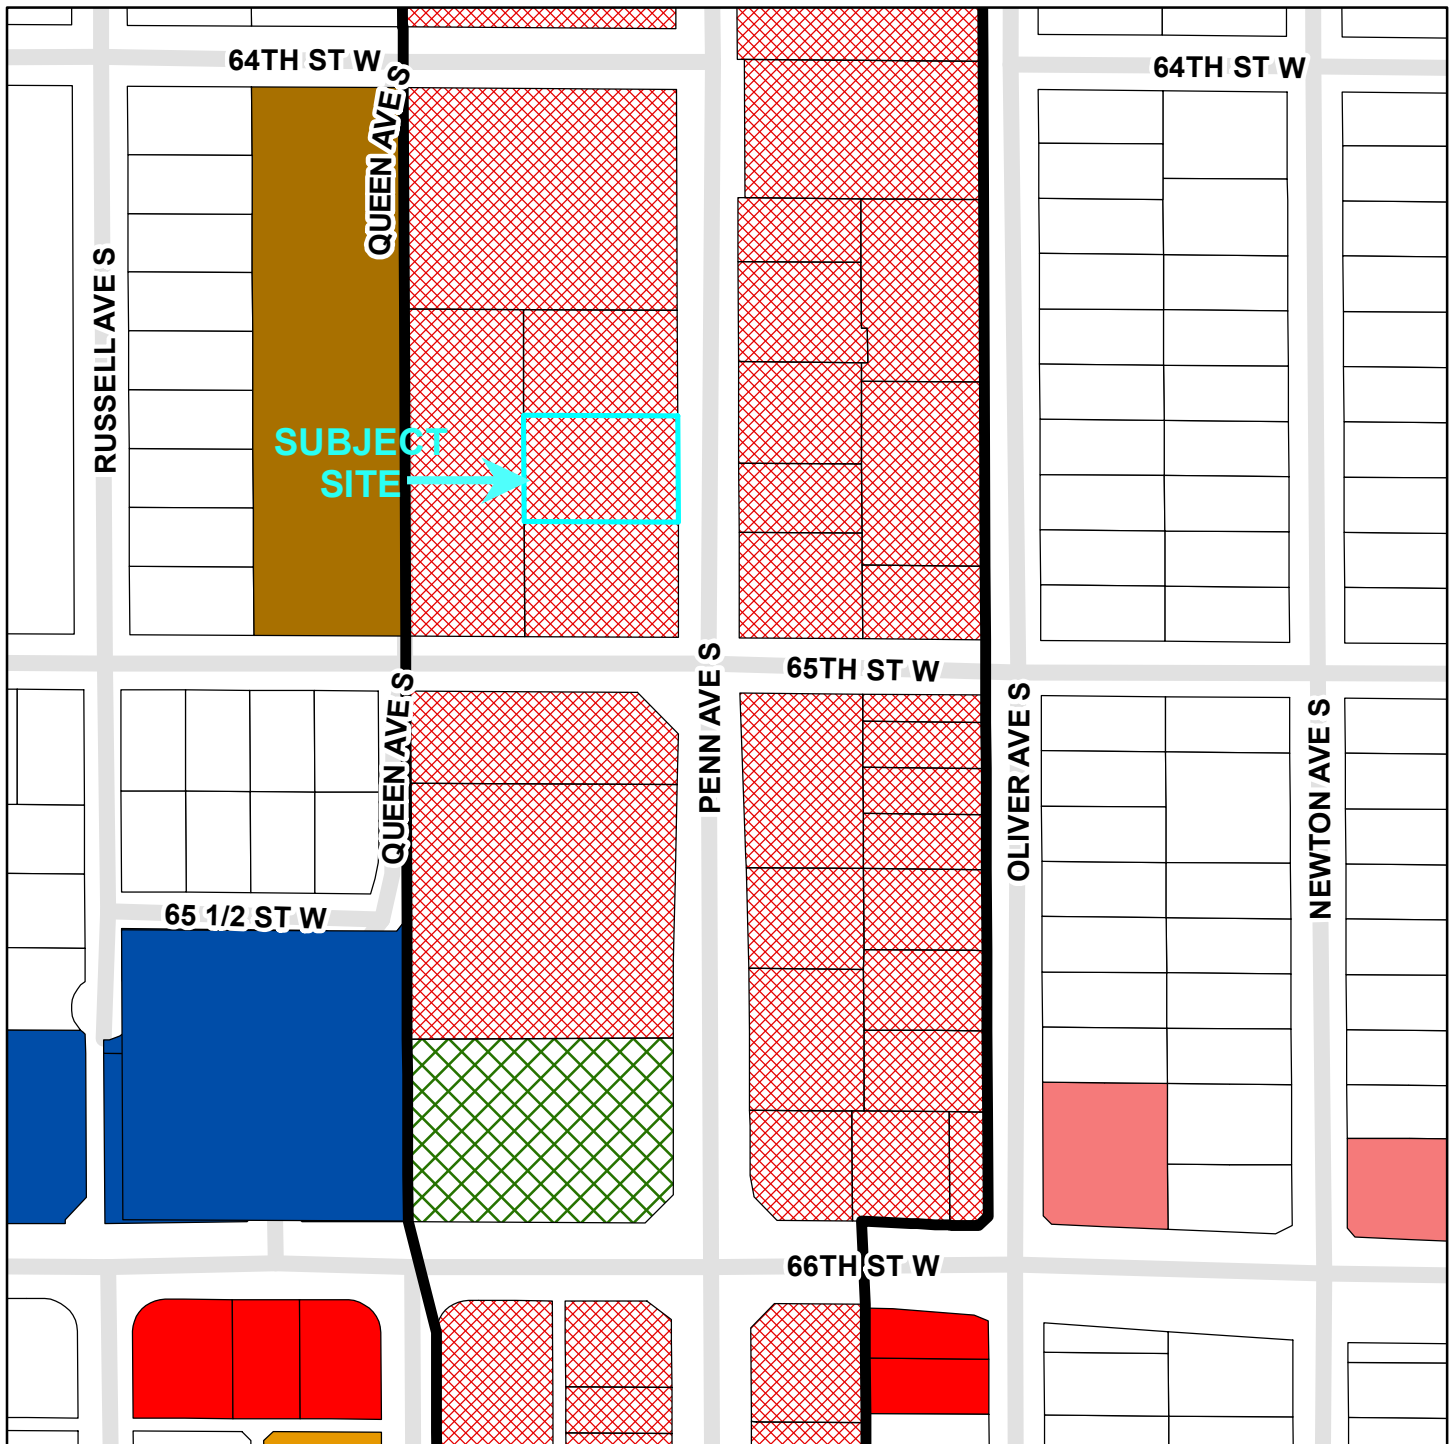 64TH ST W
64TH ST W
QUEEN AVE S
RUSSELL AVE S
SUBJECT
SITE
65TH ST W
PENN AVE S
QUEEN AVE S
OLIVER AVE S
NEWTON AVE S
65 1/2 ST W
66TH ST W